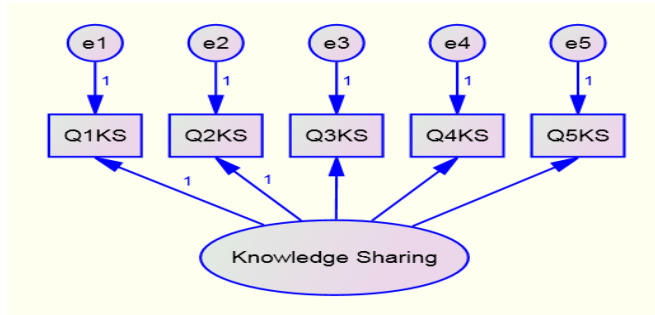 e1 e2 e3 e4 e5
1 1 1 1 1
Q1KS Q2KS Q3KS Q4KS Q5KS
1 1
Knowledge Sharing